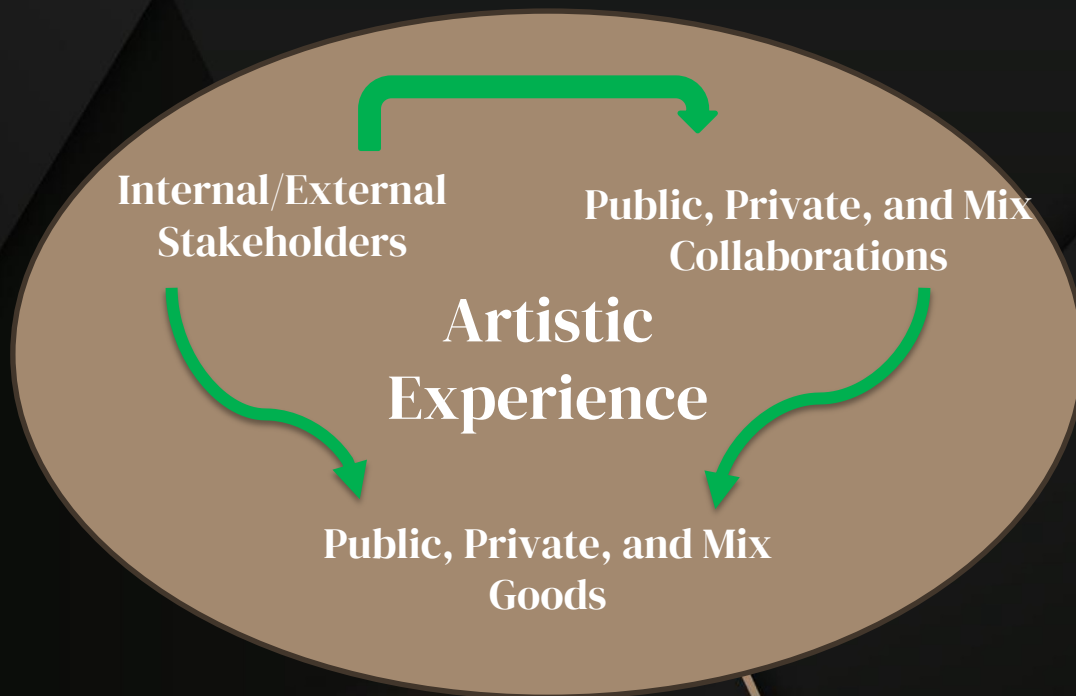 Internal/External
Stakeholders
Public, Private, and Mix
Collaborations
Artistic
Experience
Public, Private, and Mix
Goods